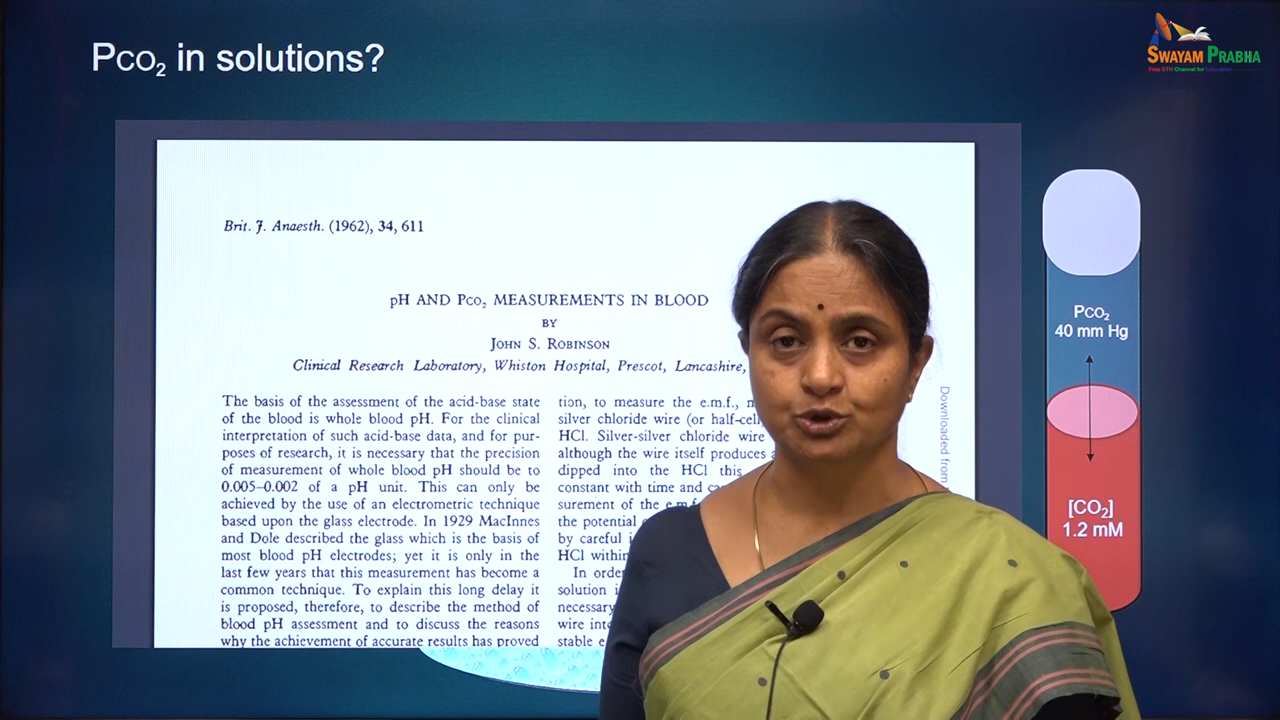 Pco₂ in solutions?
SWAYAM PRABHA
Free DTH Channel for Education
Brit. J. Anaesth. (1962), 34, 611
pH AND Pco₂ MEASUREMENTS IN BLOOD
BY
JOHN S. ROBINSON
Clinical Research Laboratory, Whiston Hospital, Prescot, Lancashire,
The basis of the assessment of the acid-base state
of the blood is whole blood pH. For the clinical
interpretation of such acid-base data, and for pur-
poses of research, it is necessary that the precision
of measurement of whole blood pH should be to
0.005–0.002 of a pH unit. This can only be
achieved by the use of an electrometric technique
based upon the glass electrode. In 1929 MacInnes
and Dole described the glass which is the basis of
most blood pH electrodes; yet it is only in the
last few years that this measurement has become a
common technique. To explain this long delay it
is proposed, therefore, to describe the method of
blood pH assessment and to discuss the reasons
why the achievement of accurate results has proved
tion, to measure the e.m.f.,
silver chloride wire (or half-cell
HCl. Silver-silver chloride wire
although the wire itself produces
dipped into the HCl this
constant with time and
surement of the e.m.f.
the potential
by careful
HCl within
In
solution
necessary
wire
stable
Downloaded from
Pco₂
40 mm Hg
[CO₂]
1.2 mM